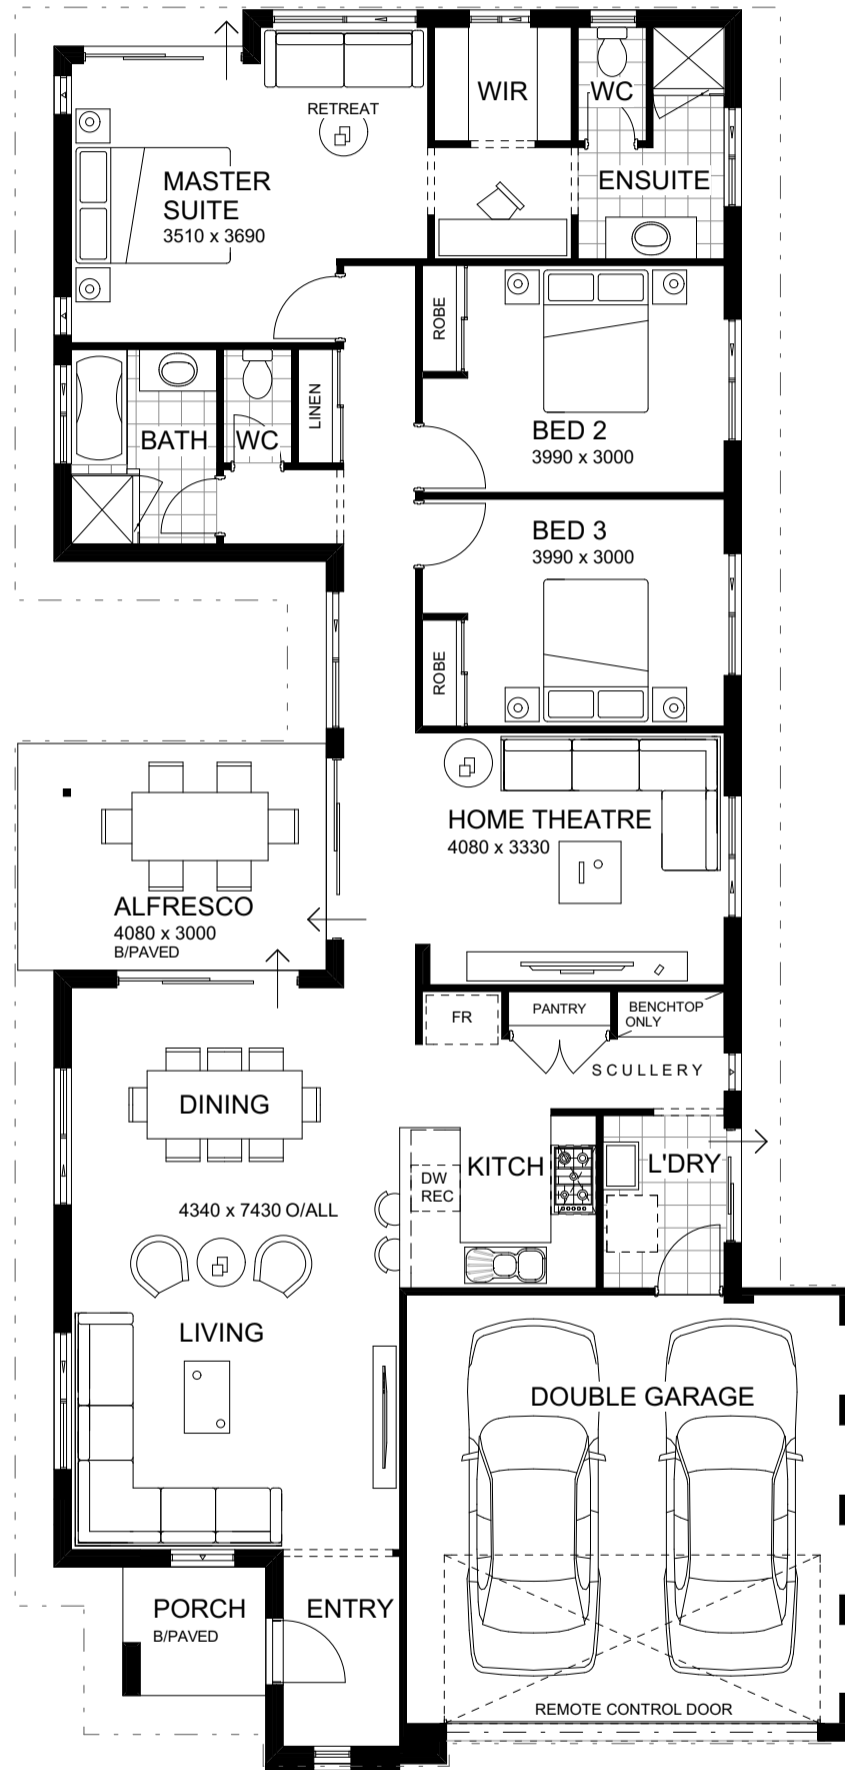 RETREAT
WIR
WC
MASTER
SUITE
3510 x 3690
ENSUITE
ROBE
LINEN
BATH
WC
BED 2
3990 x 3000
BED 3
3990 x 3000
ROBE
HOME THEATRE
4080 x 3330
ALFRESCO
4080 x 3000
B/PAVED
FR
PANTRY
BENCHTOP
ONLY
SCULLERY
DINING
KITCH
L'DRY
DW
REC
4340 x 7430 O/ALL
LIVING
DOUBLE GARAGE
PORCH
B/PAVED
ENTRY
REMOTE CONTROL DOOR